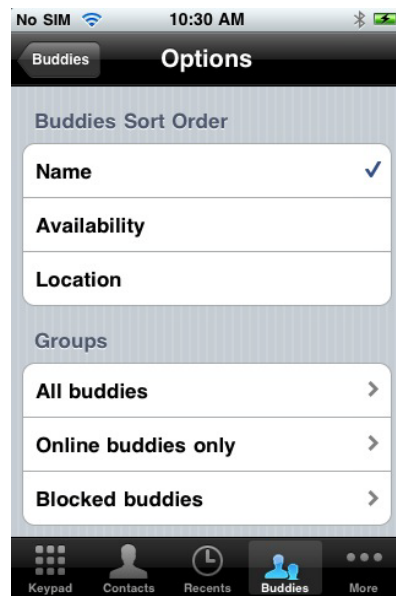 No SIM 10:30 AM
Buddies Options
Buddies Sort Order
Name
Availability
Location
Groups
All buddies
Online buddies only
Blocked buddies
Keypad Contacts Recents Buddies More